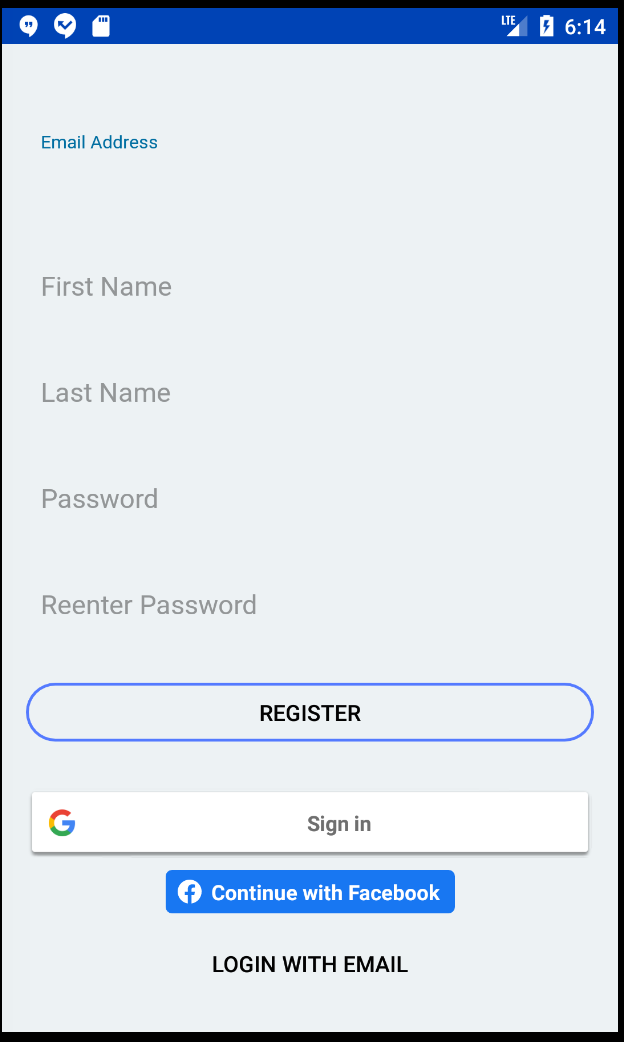 LTE 6:14
Email Address
First Name
Last Name
Password
Reenter Password
REGISTER
Sign in
Continue with Facebook
LOGIN WITH EMAIL